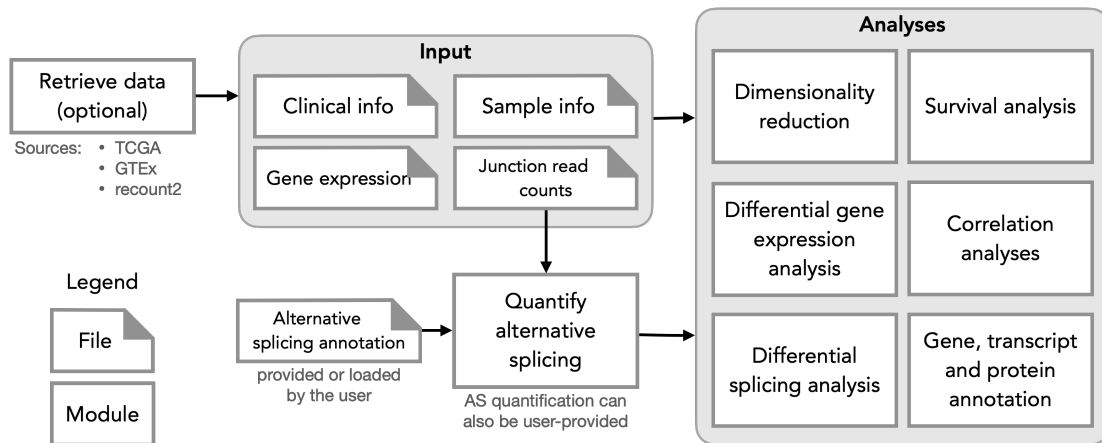 Retrieve data
(optional)
Sources:
• TCGA
• GTEx
• recount2
Input
Clinical info
Sample info
Gene expression
Junction read
counts
Analyses
Dimensionality
reduction
Survival analysis
Differential gene
expression
analysis
Correlation
analyses
Differential
splicing analysis
Gene, transcript
and protein
annotation
Legend
File
Module
Alternative
splicing annotation
provided or loaded
by the user
Quantify
alternative
splicing
AS quantification can
also be user-provided